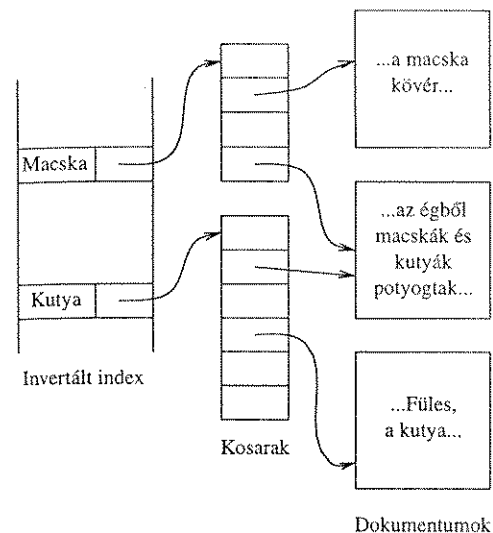 ...a macska
kövér...
Macska
...az égből
macskák és
kutyák
potyogtak...
Kutya
Invertált index
...Füles,
a kutya...
Kosarak
Dokumentumok